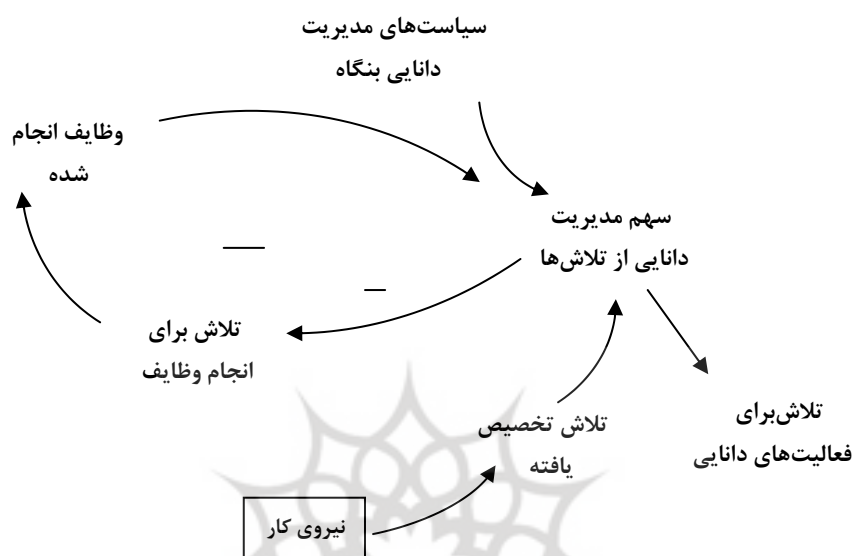 سیاست‌های مدیریت
دانایی بنگاه
وظایف انجام
شده
سهم مدیریت
دانایی از تلاش‌ها
تلاش برای
انجام وظایف
تلاش‌برای
فعالیت‌های دانایی
تلاش تخصیص
یافته
نیروی کار